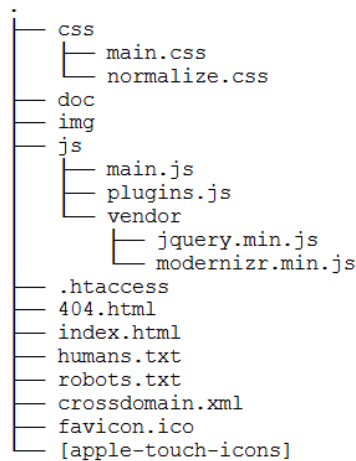 .
├── css
│   ├── main.css
│   └── normalize.css
├── doc
├── img
├── js
│   ├── main.js
│   ├── plugins.js
│   └── vendor
│       ├── jquery.min.js
│       └── modernizr.min.js
├── .htaccess
├── 404.html
├── index.html
├── humans.txt
├── robots.txt
├── crossdomain.xml
├── favicon.ico
└── [apple-touch-icons]